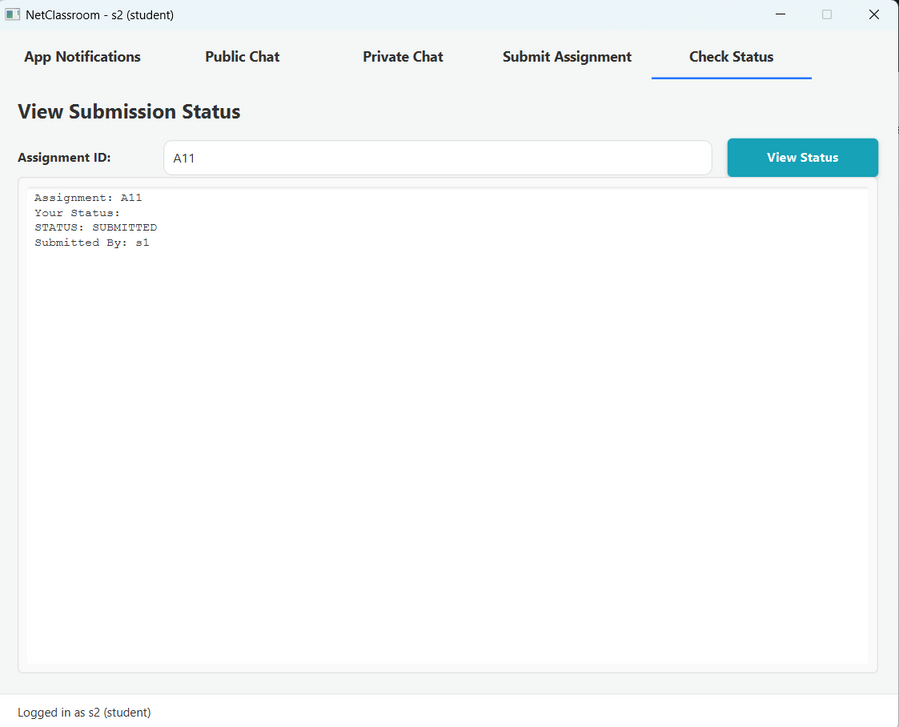 NetClassroom - s2 (student)
App Notifications Public Chat Private Chat Submit Assignment Check Status
View Submission Status
Assignment ID: A11 View Status
Assignment: A11
Your Status:
STATUS: SUBMITTED
Submitted By: s1
Logged in as s2 (student)